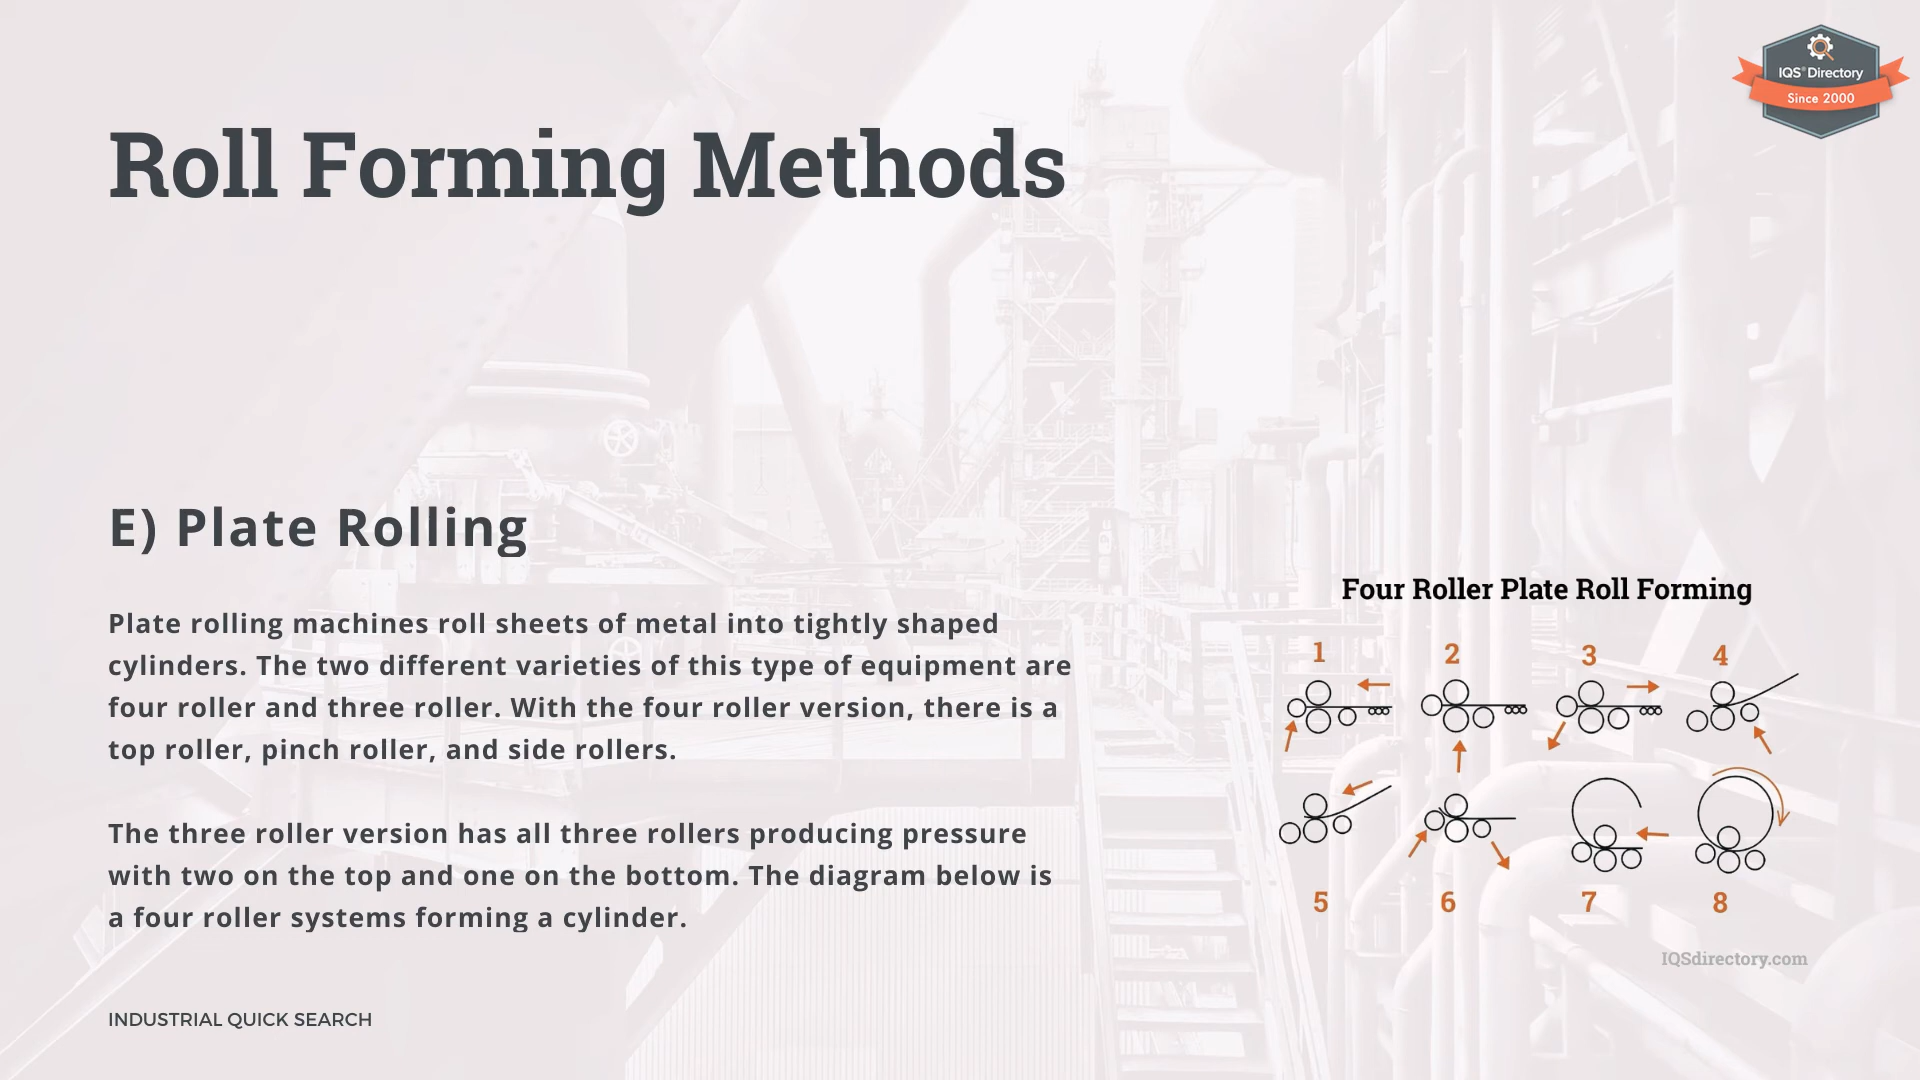 IQS® Directory
Since 2000
Roll Forming Methods
E) Plate Rolling
Plate rolling machines roll sheets of metal into tightly shaped
cylinders. The two different varieties of this type of equipment are
four roller and three roller. With the four roller version, there is a
top roller, pinch roller, and side rollers.
The three roller version has all three rollers producing pressure
with two on the top and one on the bottom. The diagram below is
a four roller systems forming a cylinder.
Four Roller Plate Roll Forming
1 2 3 4
5 6 7 8
IQSdirectory.com
INDUSTRIAL QUICK SEARCH